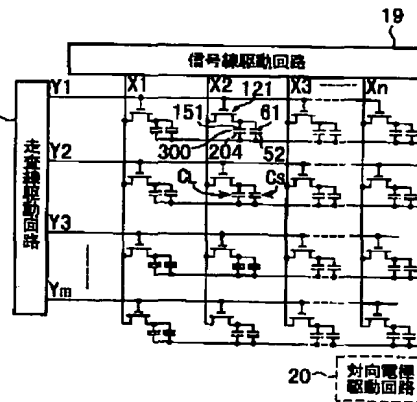 19
信号線駆動回路
Y1 X1 X2 121 X3 Xn
151 61
300 204 52
走査線駆動回路
Y2
CL Cs
Y3
Ym
20 対向電極
駆動回路